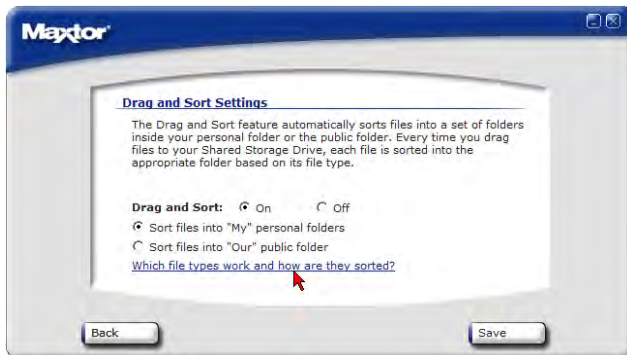 Maxtor
Drag and Sort Settings
The Drag and Sort feature automatically sorts files into a set of folders
inside your personal folder or the public folder. Every time you drag
files to your Shared Storage Drive, each file is sorted into the
appropriate folder based on its file type.
Drag and Sort: On Off
Sort files into "My" personal folders
Sort files into "Our" public folder
Which file types work and how are they sorted?
Back Save